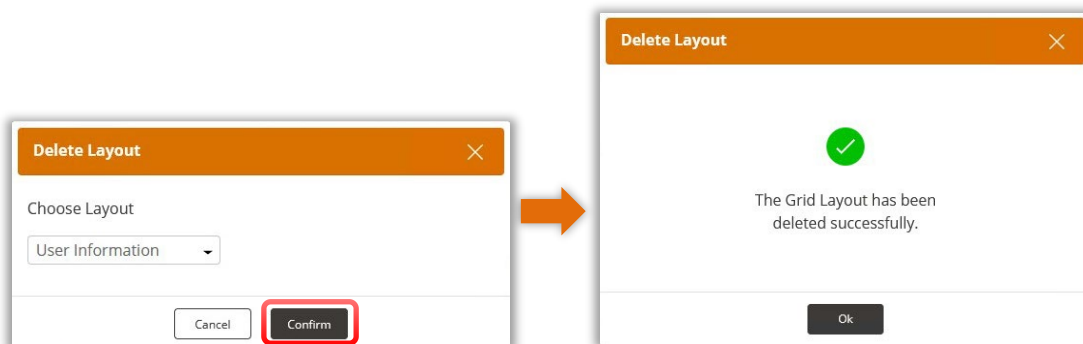 Delete Layout
Choose Layout
User Information
Cancel
Confirm
Delete Layout
The Grid Layout has been
deleted successfully.
Ok